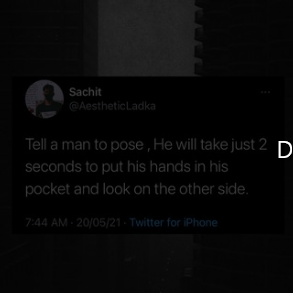 Sachit
@AestheticLadka
Tell a man to pose , He will take just 2
seconds to put his hands in his
pocket and look on the other side.
7:44 AM · 20/05/21 · Twitter for iPhone
D